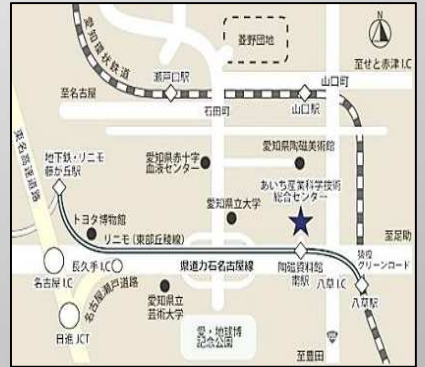 愛知環状鉄道
菱野団地
N
瀬戸口駅
山口町
至せと赤津I.C
至名古屋
石田町
山口駅
東名高速道路
地下鉄・リニモ
藤が丘駅
愛知県赤十字
血液センター
愛知県陶磁美術館
あいち産業科学技術
総合センター
愛知県立大学
トヨタ博物館
リニモ(東部丘陵線)
至足助
名古屋I.C
長久手I.C
県道力石名古屋線
陶磁資料館
南駅
猿投
グリーンロード
八草I.C
八草駅
名古屋瀬戸道路
愛知県立
芸術大学
日進JCT
愛・地球博
記念公園
至豊田